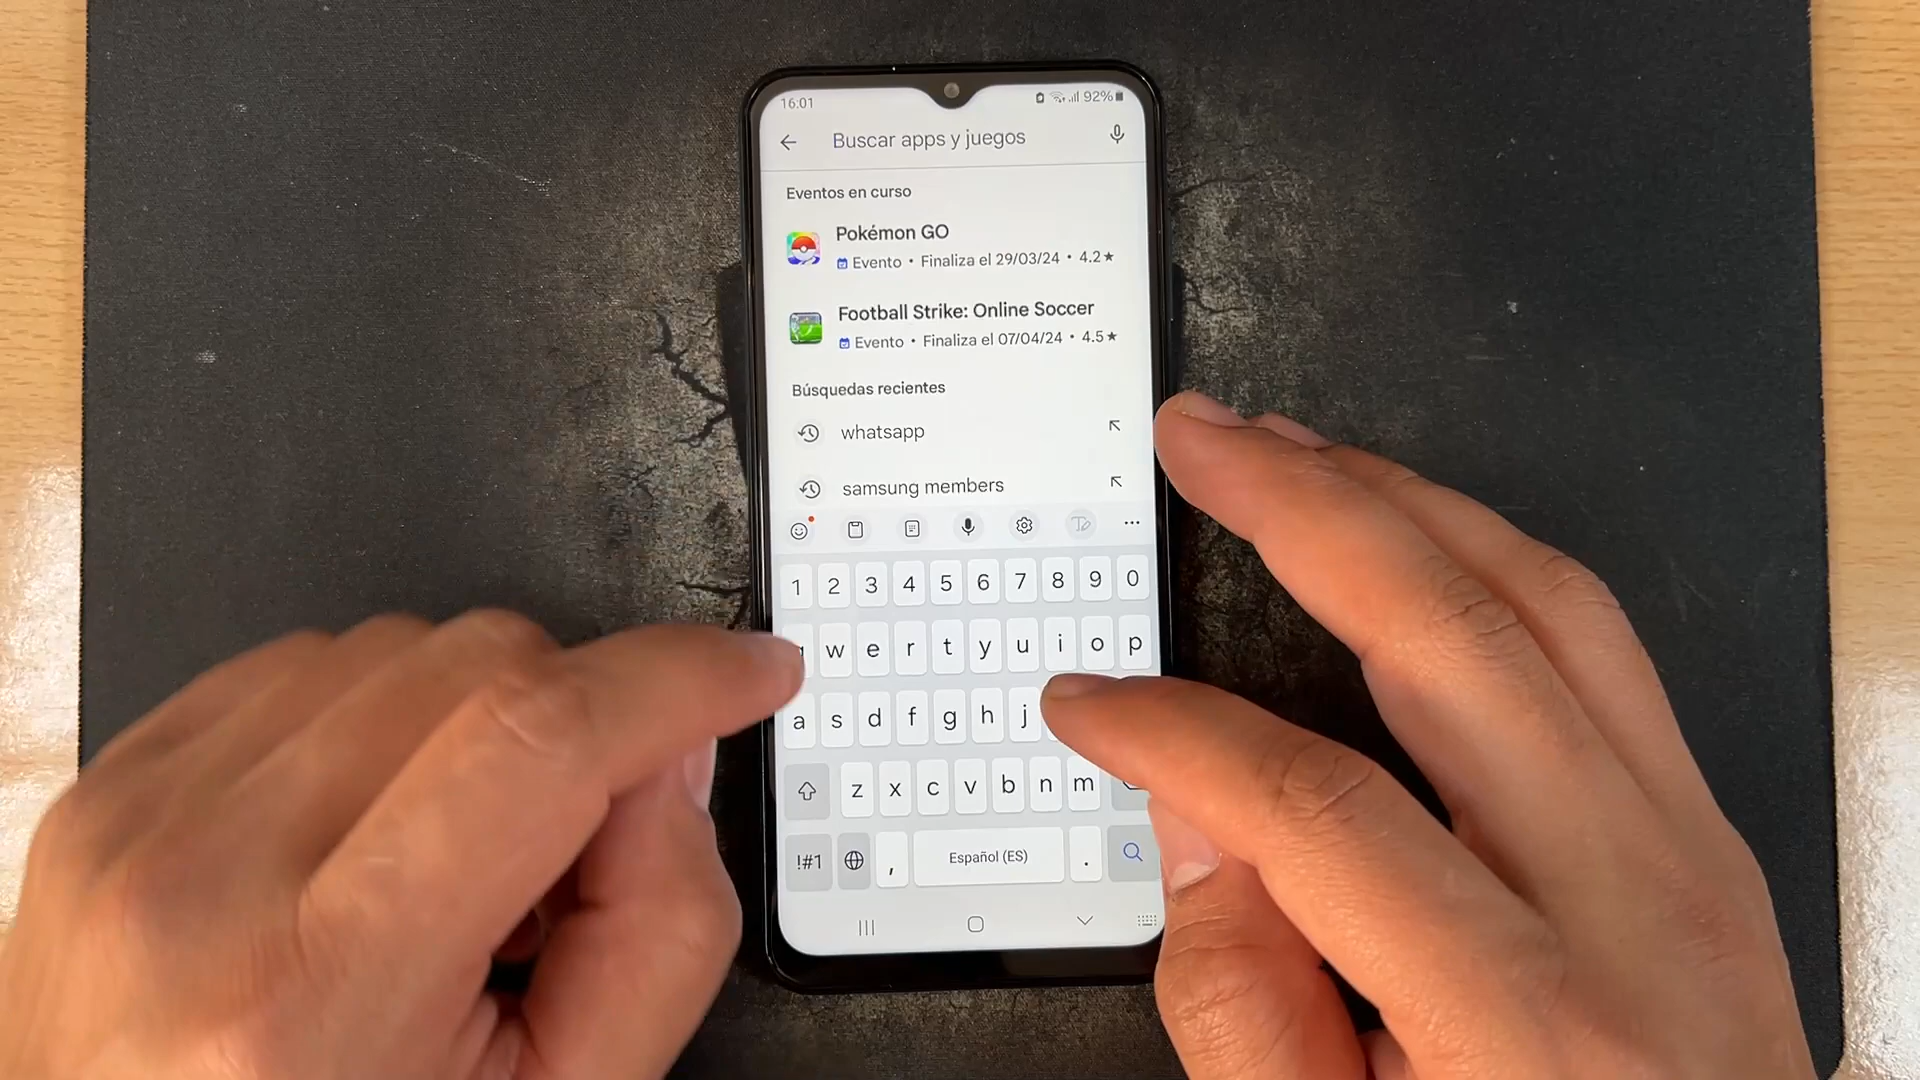 16:01 92%
Buscar apps y juegos
Eventos en curso
Pokémon GO
Evento • Finaliza el 29/03/24 • 4.2★
Football Strike: Online Soccer
Evento • Finaliza el 07/04/24 • 4.5★
Búsquedas recientes
whatsapp
samsung members
1 2 3 4 5 6 7 8 9 0
w e r t y u i o p
a s d f g h j
z x c v b n m
!#1 , Español (ES) .